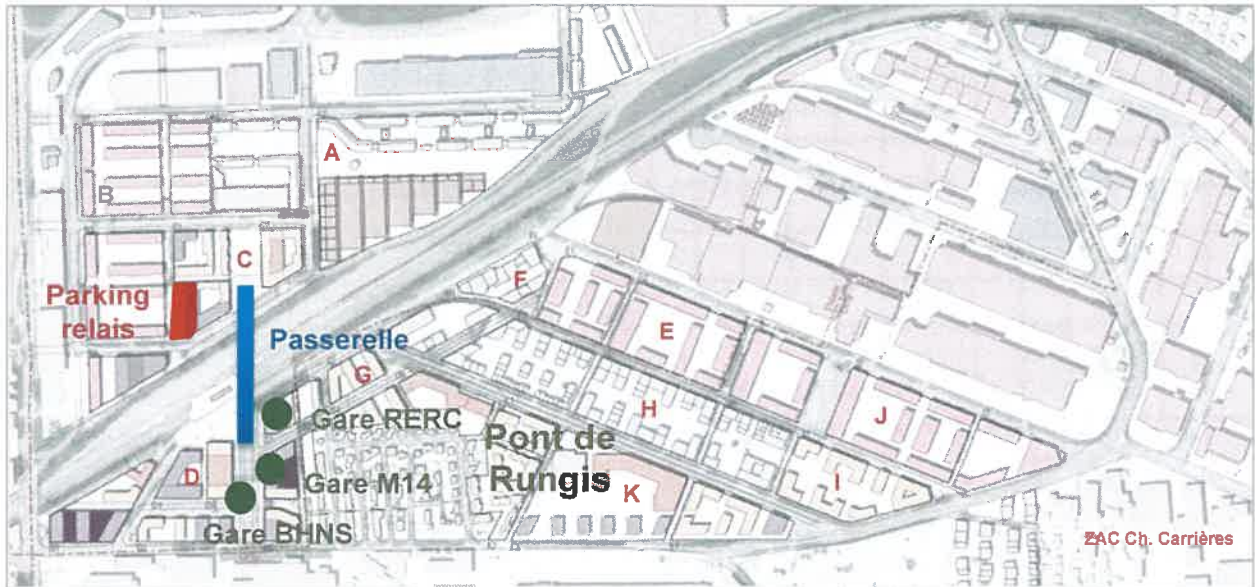 A
B
C
Parking
relais
Passerelle
F
E
G
Gare RERC
H
J
Pont de
Rungis
D
Gare M14
K
I
Gare BHNS
ZAC Ch. Carrières